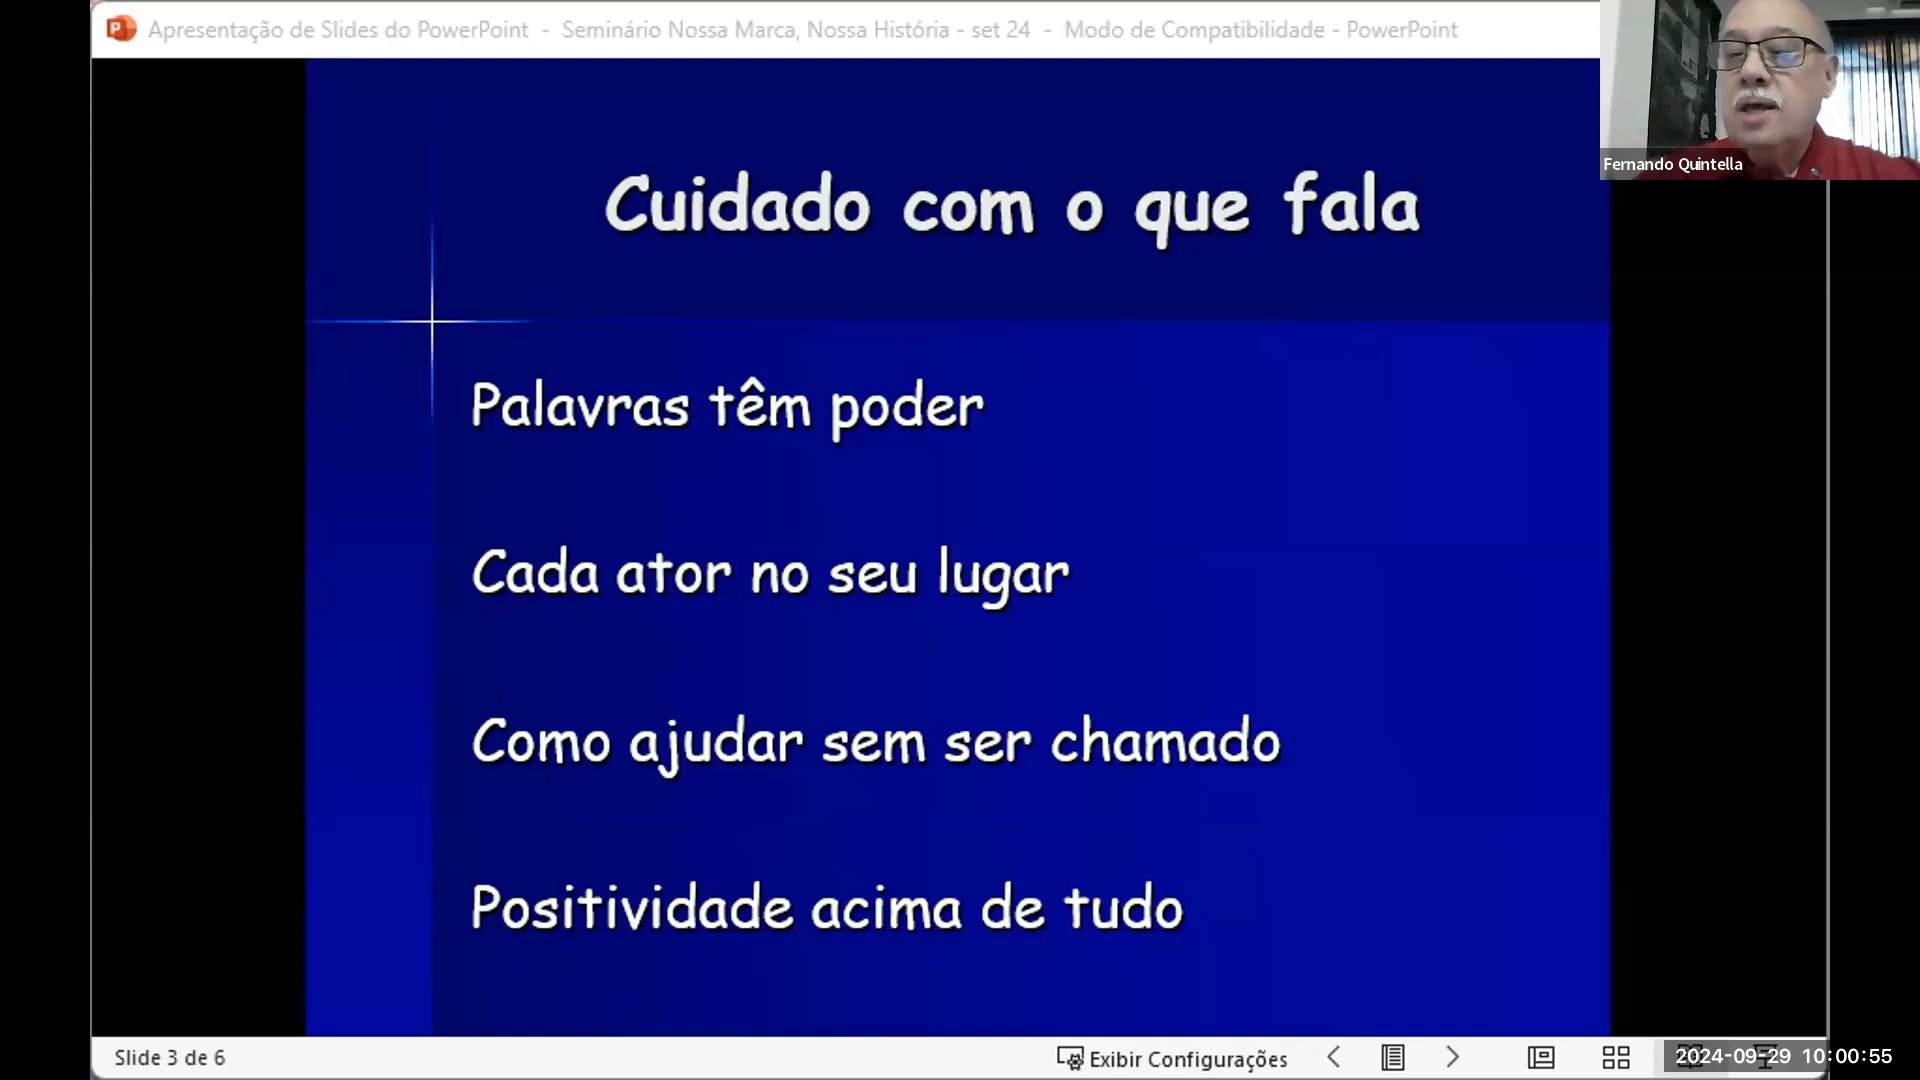 Apresentação de Slides do PowerPoint - Seminário Nossa Marca, Nossa História - set 24 - Modo de Compatibilidade - PowerPoint
Fernando Quintella
Cuidado com o que fala
Palavras têm poder
Cada ator no seu lugar
Como ajudar sem ser chamado
Positividade acima de tudo
Slide 3 de 6
Exibir Configurações
2024-09-29 10:00:55